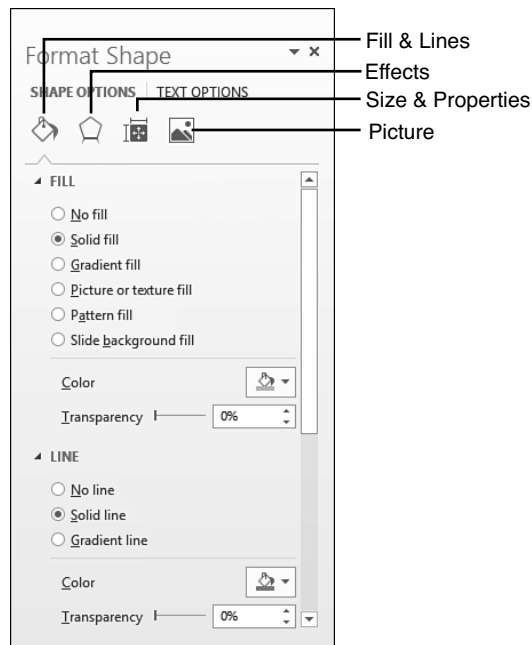 Format Shape
Fill & Lines
Effects
SHAPE OPTIONS TEXT OPTIONS
Size & Properties
Picture
FILL
No fill
Solid fill
Gradient fill
Picture or texture fill
Pattern fill
Slide background fill
Color
Transparency 0%
LINE
No line
Solid line
Gradient line
Color
Transparency 0%